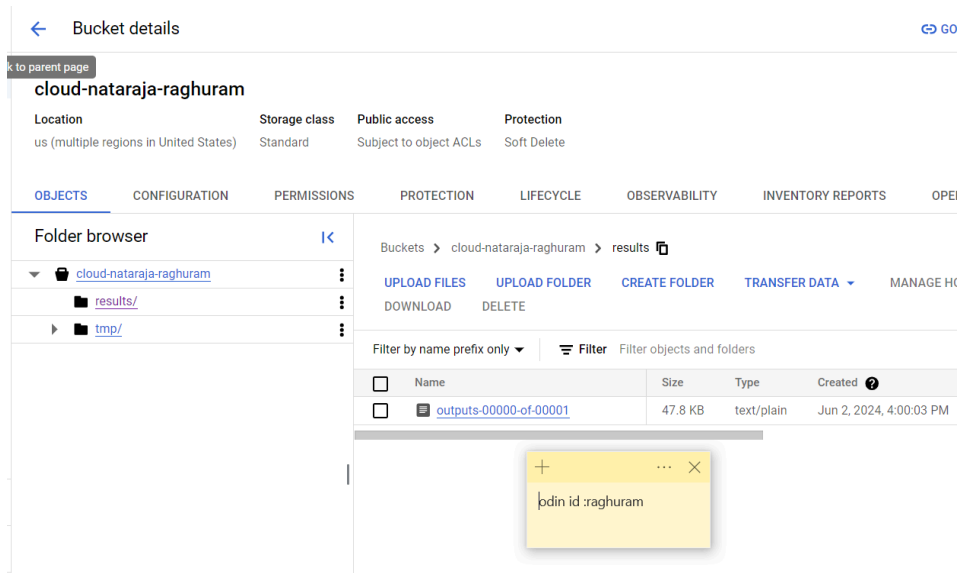 Bucket details
GO
k to parent page
cloud-nataraja-raghuram
Location Storage class Public access Protection
us (multiple regions in United States) Standard Subject to object ACLs Soft Delete
OBJECTS CONFIGURATION PERMISSIONS PROTECTION LIFECYCLE OBSERVABILITY INVENTORY REPORTS OPE
Folder browser
cloud-nataraja-raghuram
results/
tmp/
Buckets > cloud-nataraja-raghuram > results
UPLOAD FILES UPLOAD FOLDER CREATE FOLDER TRANSFER DATA MANAGE HO
DOWNLOAD DELETE
Filter by name prefix only Filter Filter objects and folders
Name Size Type Created
outputs-00000-of-00001 47.8 KB text/plain Jun 2, 2024, 4:00:03 PM
odin id :raghuram